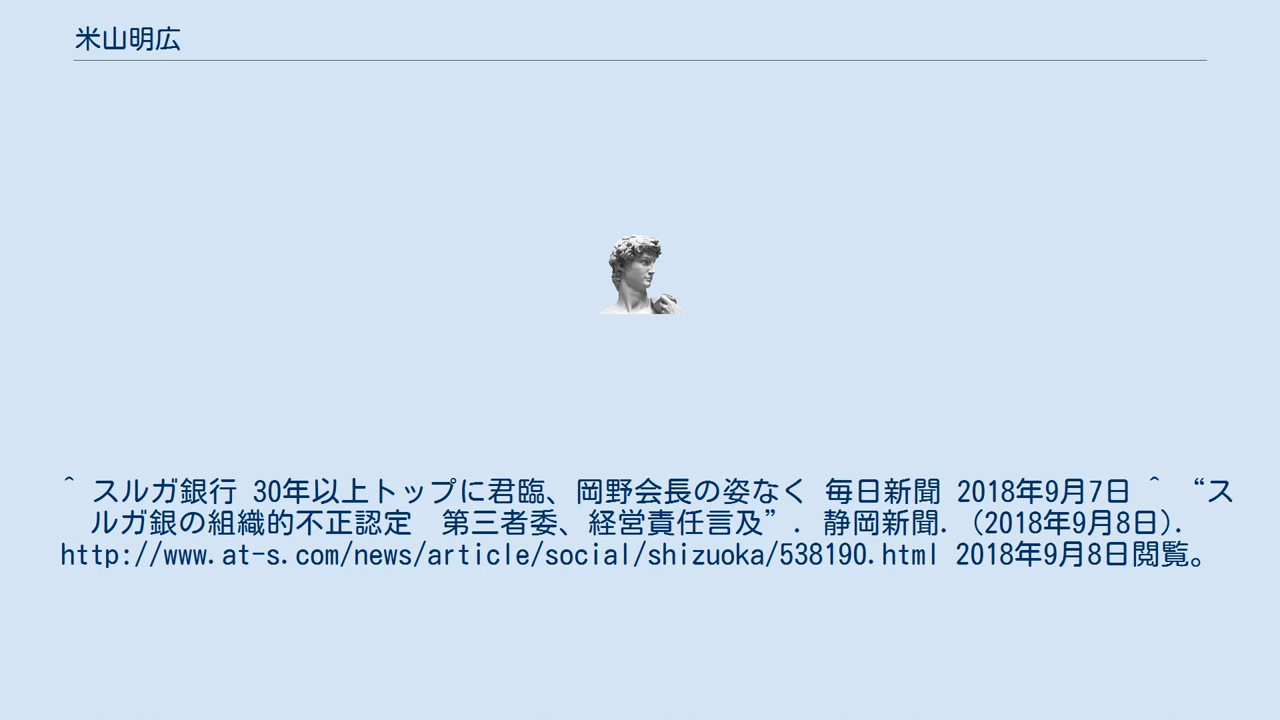 米山明広
^ スルガ銀行 30年以上トップに君臨、岡野会長の姿なく 毎日新聞 2018年9月7日 ^ “ス
ルガ銀の組織的不正認定　第三者委、経営責任言及”. 静岡新聞. （2018年9月8日）.
http://www.at-s.com/news/article/social/shizuoka/538190.html 2018年9月8日閲覧。